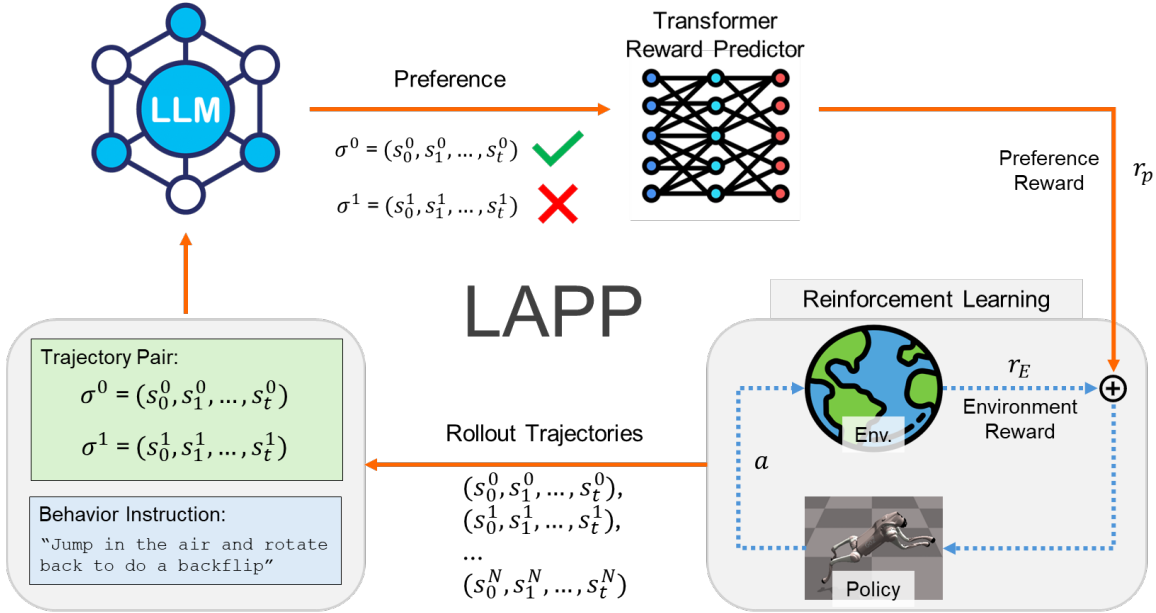 LLM
Preference
σ⁰ = (s₀⁰, s₁⁰, … , sₜ⁰)
σ¹ = (s₀¹, s₁¹, … , sₜ¹)
Transformer
Reward Predictor
Preference
Reward
rₚ
LAPP
Trajectory Pair:
σ⁰ = (s₀⁰, s₁⁰, … , sₜ⁰)
σ¹ = (s₀¹, s₁¹, … , sₜ¹)
Behavior Instruction:
“Jump in the air and rotate
back to do a backflip”
Rollout Trajectories
(s₀⁰, s₁⁰, … , sₜ⁰),
(s₀¹, s₁¹, … , sₜ¹),
…
(s₀ᴺ, s₁ᴺ, … , sₜᴺ)
Reinforcement Learning
Env.
r_E
Environment
Reward
a
Policy